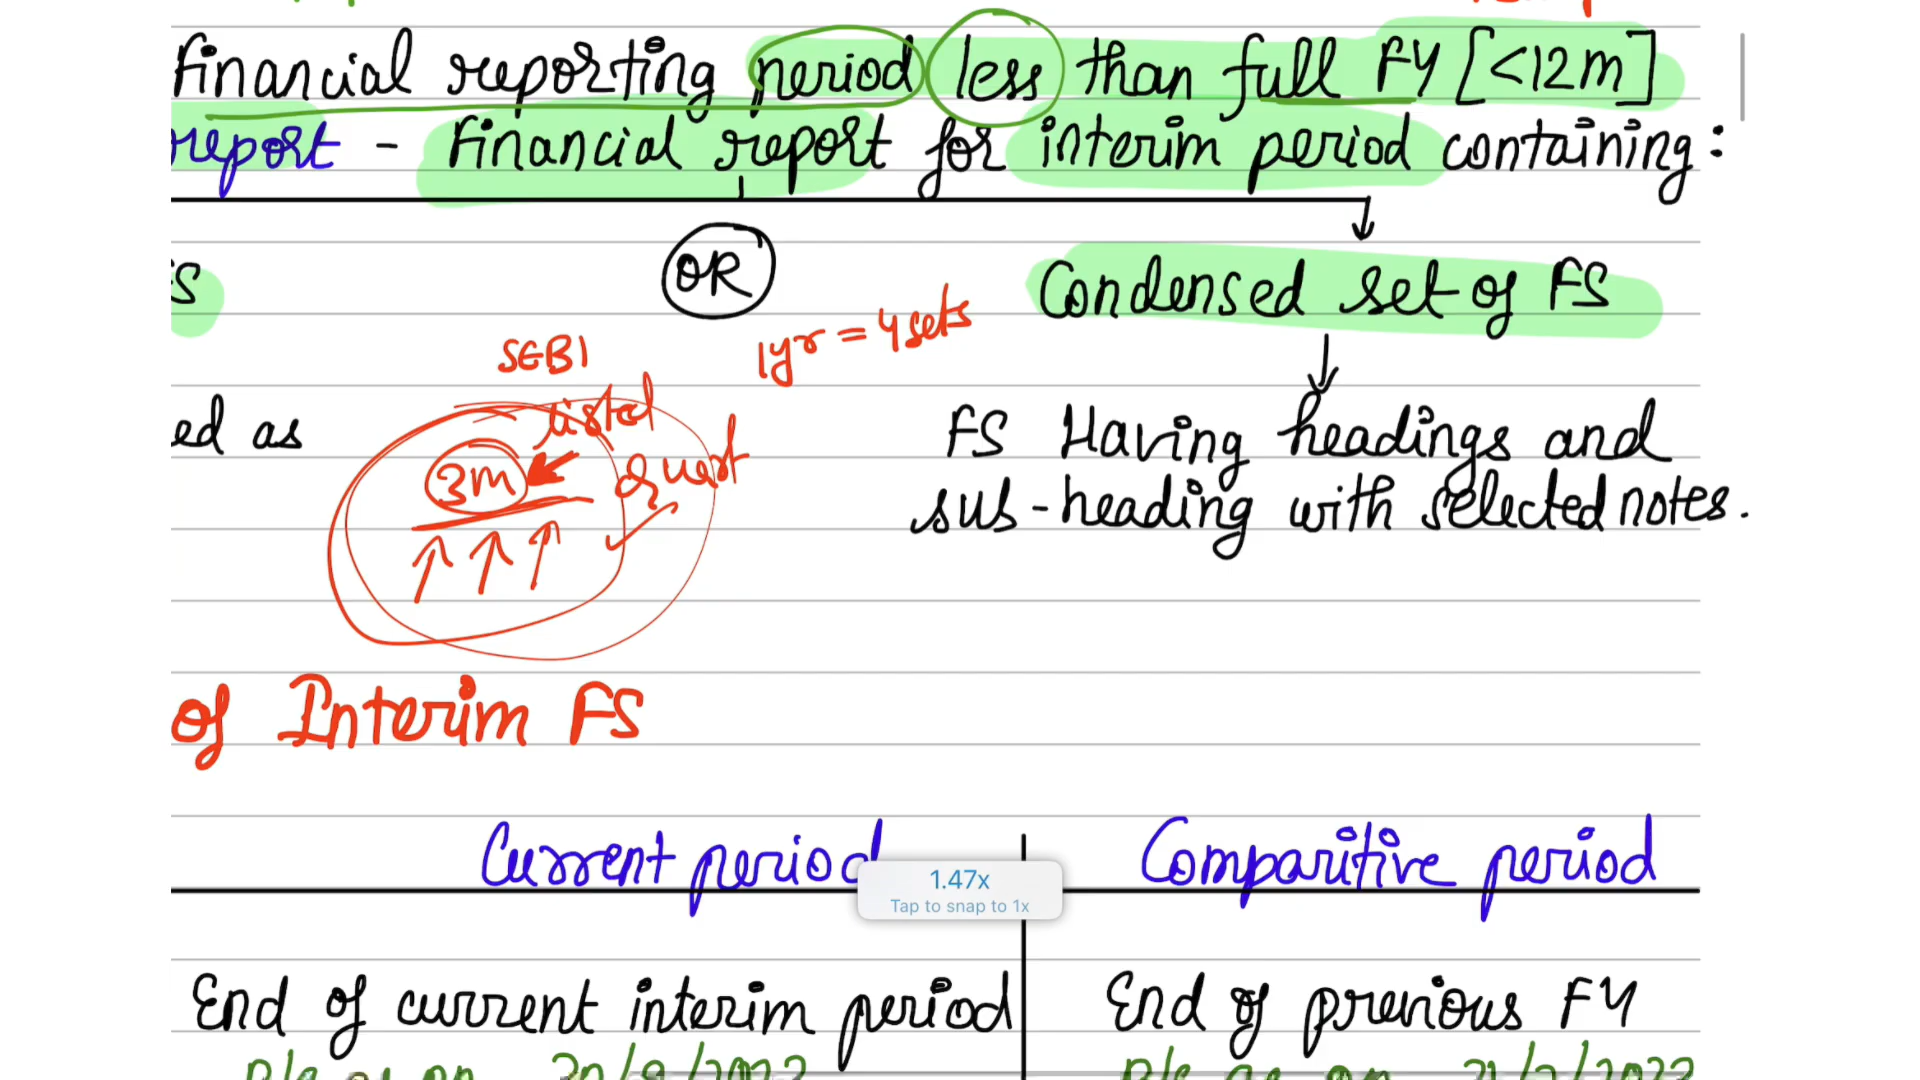 Financial reporting period less than full FY [<12m]
report - Financial report for interim period containing:
OR
Condensed set of FS
SEBI
1yr = 4 sets
listed
ed as
3m
quart
FS Having headings and
sub-heading with selected notes.
of Interim FS
Current period
Comparitive period
1.47x
Tap to snap to 1x
End of current interim period
End of previous FY